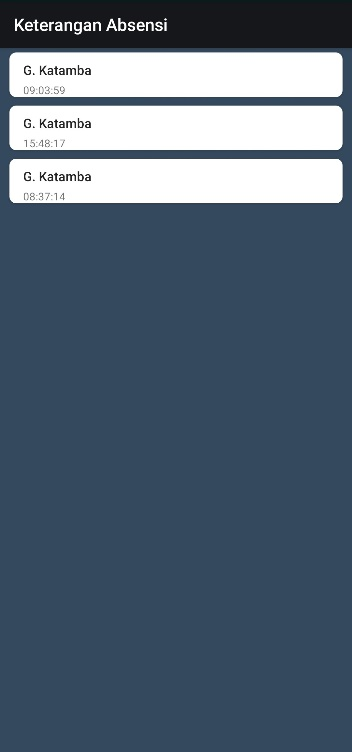 Keterangan Absensi
G. Katamba
09:03:59
G. Katamba
15:48:17
G. Katamba
08:37:14